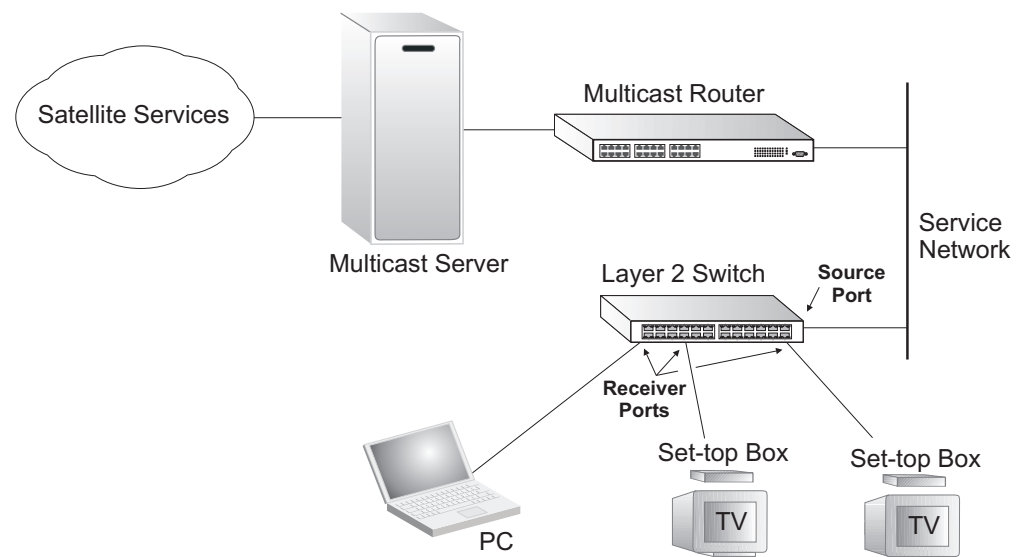 Satellite Services
Multicast Server
Multicast Router
Service
Network
Layer 2 Switch
Source
Port
Receiver
Ports
PC
Set-top Box
TV
Set-top Box
TV